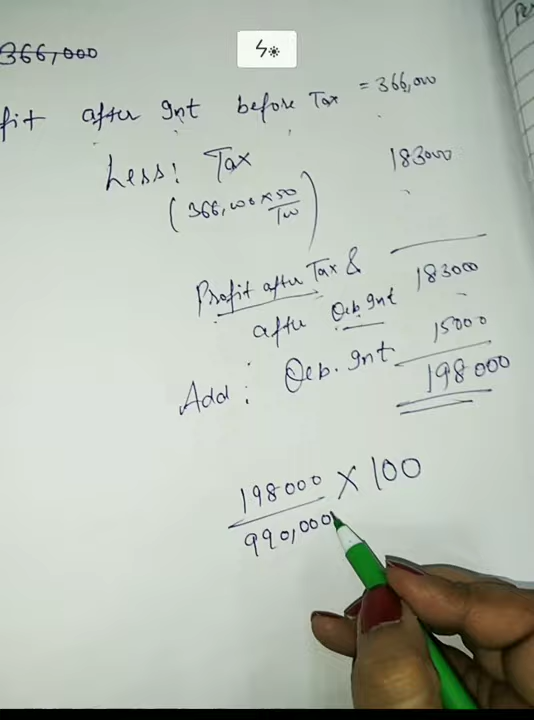 366,000
fit after Int before Tax = 366,000
Less: Tax 183000
(366,000 × 50/100)
Profit after Tax & 183000
after Deb. Int
Add: Deb. Int 15000
198000
198000/990,000 × 100